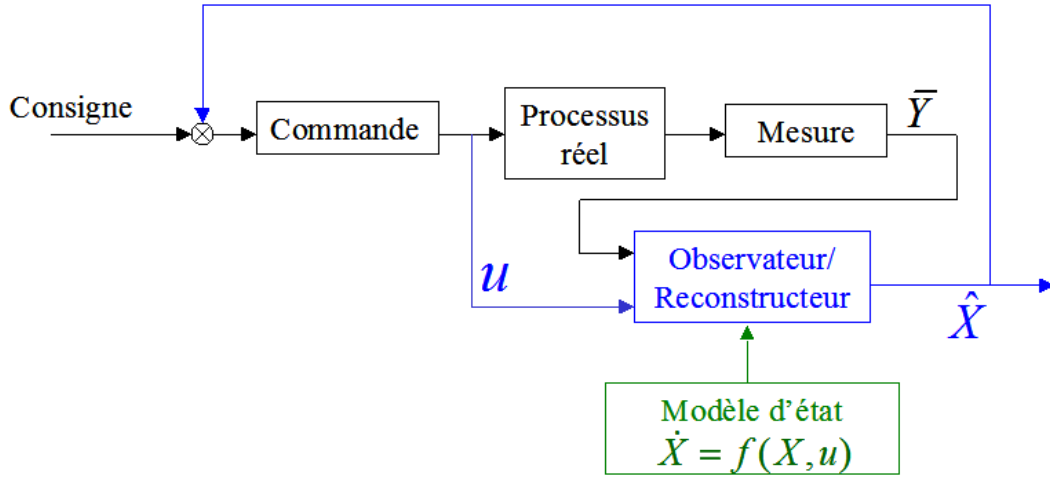 Consigne
Commande
Processus
réel
Mesure
Y̅
u
Observateur/
Reconstructeur
X̂
Modèle d'état
Ẋ = f(X,u)